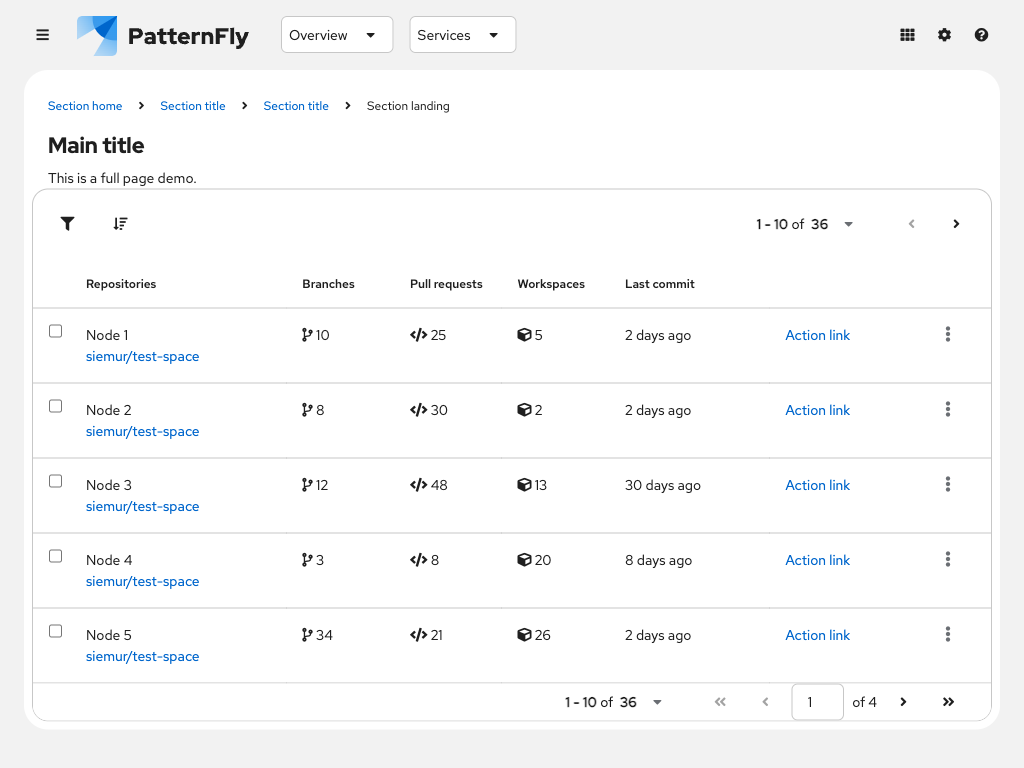 PatternFly Overview Services
Section home Section title Section title Section landing
Main title
This is a full page demo.
1 - 10 of 36
Repositories Branches Pull requests Workspaces Last commit
Node 1 10 25 5 2 days ago Action link
siemur/test-space
Node 2 8 30 2 2 days ago Action link
siemur/test-space
Node 3 12 48 13 30 days ago Action link
siemur/test-space
Node 4 3 8 20 8 days ago Action link
siemur/test-space
Node 5 34 21 26 2 days ago Action link
siemur/test-space
1 - 10 of 36 1 of 4